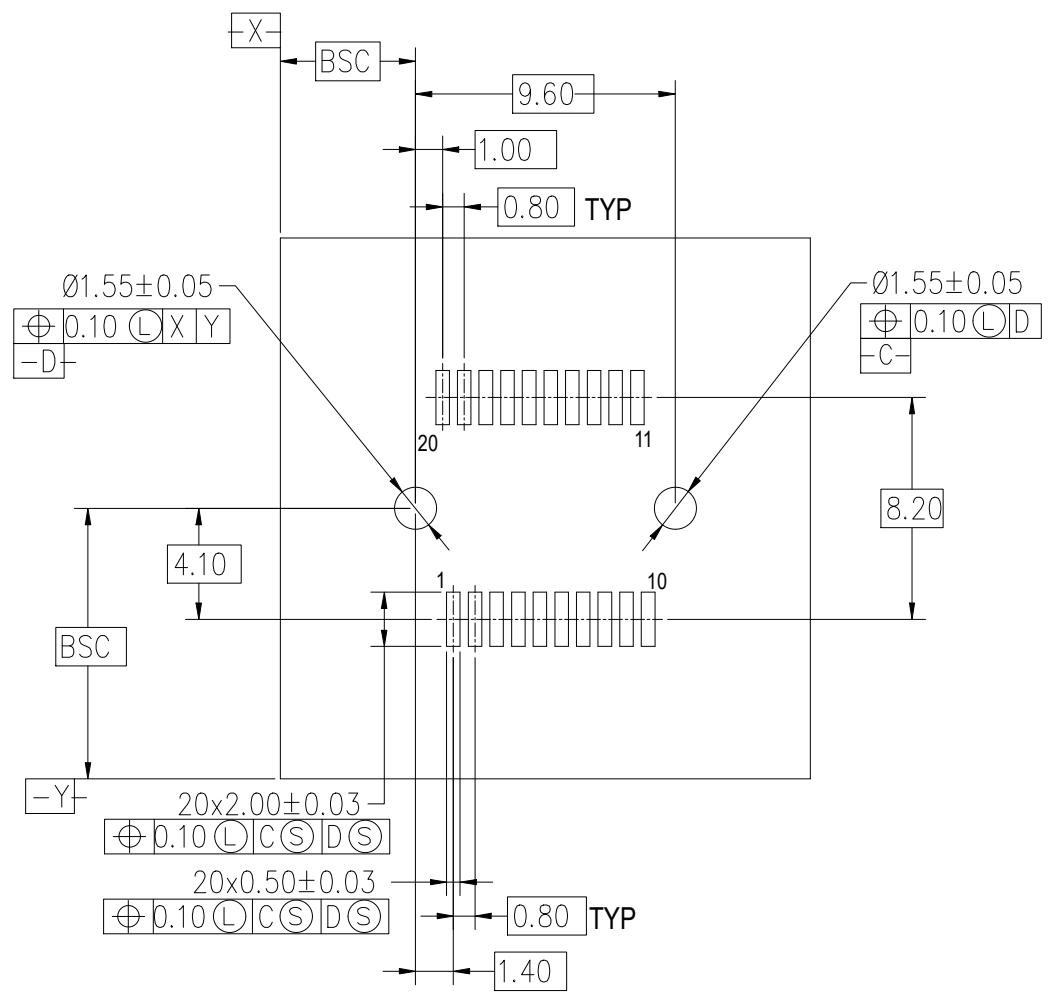 -X-
BSC
9.60
1.00
0.80 TYP
Ø1.55±0.05
⌖ 0.10 Ⓛ X Y
-D-
Ø1.55±0.05
⌖ 0.10 Ⓛ D
-C-
20
11
8.20
4.10
1
10
BSC
-Y-
20x2.00±0.03
⌖ 0.10 Ⓛ C Ⓢ D Ⓢ
20x0.50±0.03
⌖ 0.10 Ⓛ C Ⓢ D Ⓢ
0.80 TYP
1.40